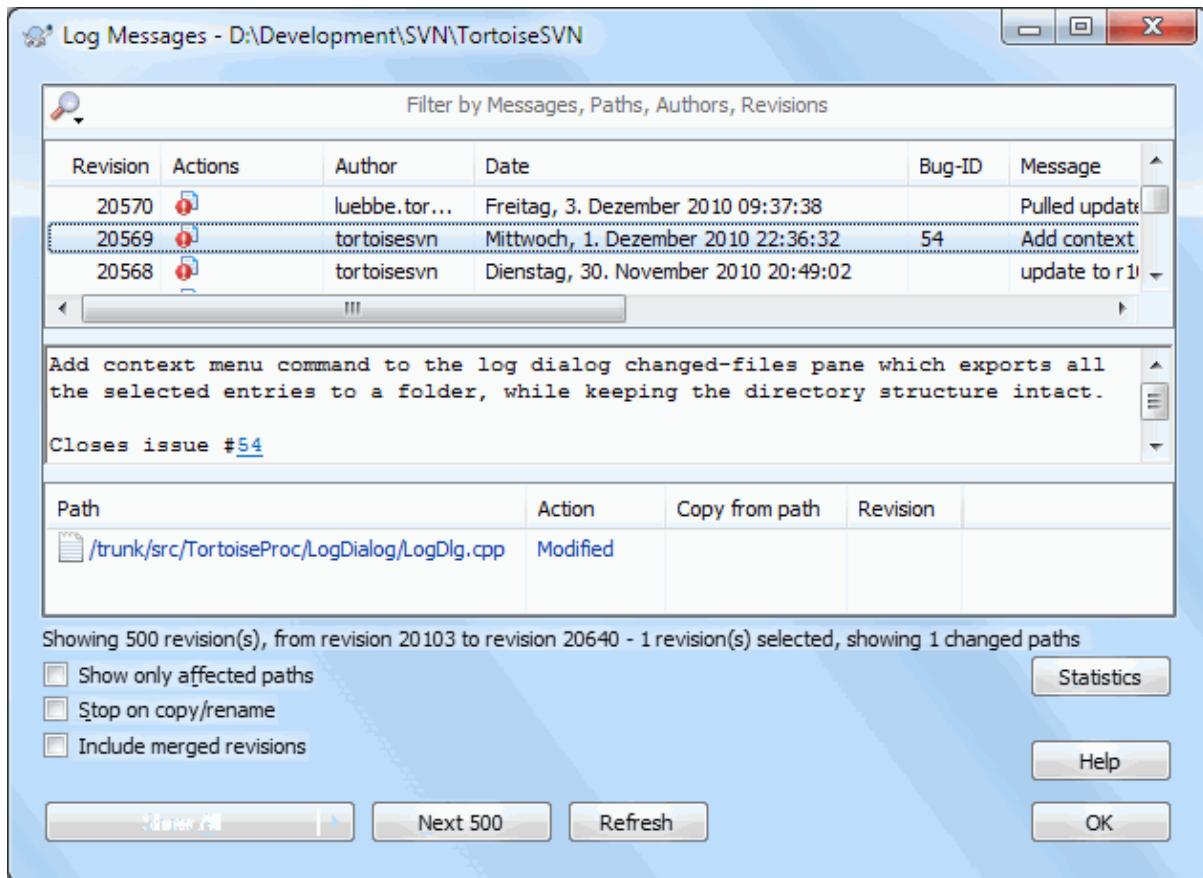 Log Messages - D:\Development\SVN\TortoiseSVN
Filter by Messages, Paths, Authors, Revisions
Revision Actions Author Date Bug-ID Message
20570 luebbe.tor... Freitag, 3. Dezember 2010 09:37:38 Pulled update
20569 tortoisesvn Mittwoch, 1. Dezember 2010 22:36:32 54 Add context
20568 tortoisesvn Dienstag, 30. November 2010 20:49:02 update to
Add context menu command to the log dialog changed-files pane which exports all
the selected entries to a folder, while keeping the directory structure intact.
Closes issue #54
Path Action Copy from path Revision
/trunk/src/TortoiseProc/LogDialog/LogDlg.cpp Modified
Showing 500 revision(s), from revision 20103 to revision 20640 - 1 revision(s) selected, showing 1 changed paths
Show only affected paths
Statistics
Stop on copy/rename
Include merged revisions
Help
Next 500 Refresh OK